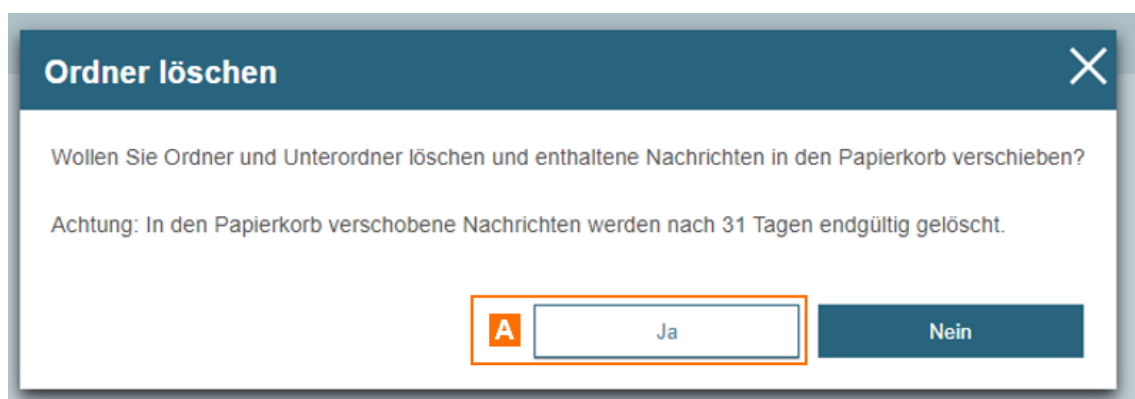 Ordner löschen
Wollen Sie Ordner und Unterordner löschen und enthaltene Nachrichten in den Papierkorb verschieben?
Achtung: In den Papierkorb verschobene Nachrichten werden nach 31 Tagen endgültig gelöscht.
A Ja Nein